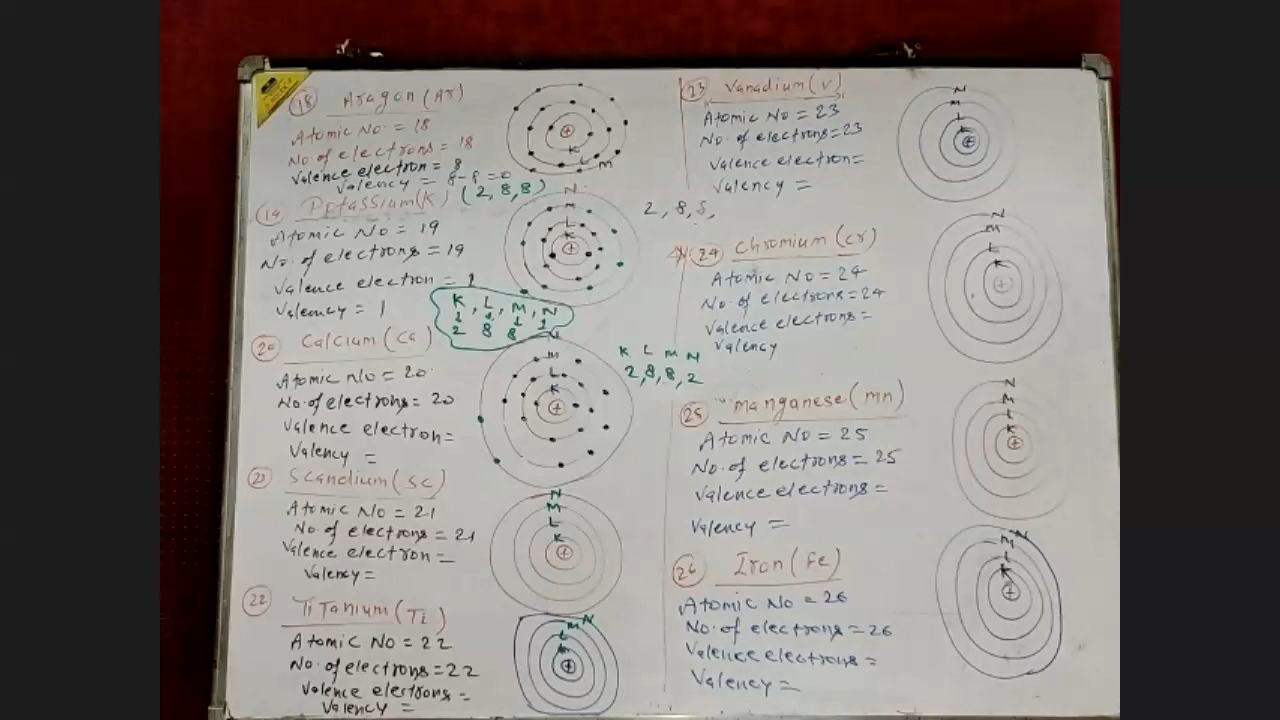 18 Aragon (Ar)
Atomic No = 18
No of electrons = 18
Valence electron = 8
Valency = 8-8=0
(2,8,8)
K L M
19 Potassium(K)
Atomic No = 19
No. of electrons = 19
Valence electron = 1
Valency = 1
K, L, M, N
2 8 8 1
N
M
L
K
2,8,8,
20 Calcium (Ca)
Atomic No = 20
No. of electrons = 20
Valence electron =
Valency =
N
M
L
K
K L M N
2,8,8,2
Scandium (Sc)
Atomic No = 21
No. of electrons = 21
Valence electron =
Valency =
N
M
L
K
22 TiTanium (Ti)
Atomic No = 22
No. of electrons = 22
Valence electrons =
Valency =
L M N
23 Vanadium (V)
Atomic No = 23
No. of electrons = 23
Valence electron =
Valency =
N
M
L
K
24 Chromium (cr)
Atomic No = 24
No. of electrons = 24
Valence electrons =
Valency
N
M
L
K
25 manganese (mn)
Atomic No = 25
No. of electrons = 25
Valence electrons =
Valency =
N
M
L
K
26 Iron (Fe)
Atomic No = 26
No. of electrons = 26
Valence electrons =
Valency =
N
M
L
K